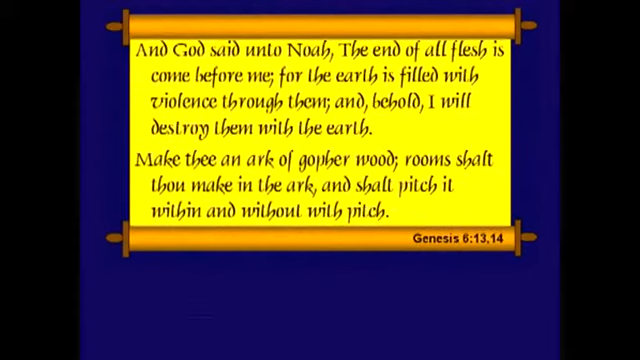 And God said unto Noah, The end of all flesh is
come before me; for the earth is filled with
violence through them; and, behold, I will
destroy them with the earth.
Make thee an ark of gopher wood; rooms shalt
thou make in the ark, and shalt pitch it
within and without with pitch.
Genesis 6:13,14